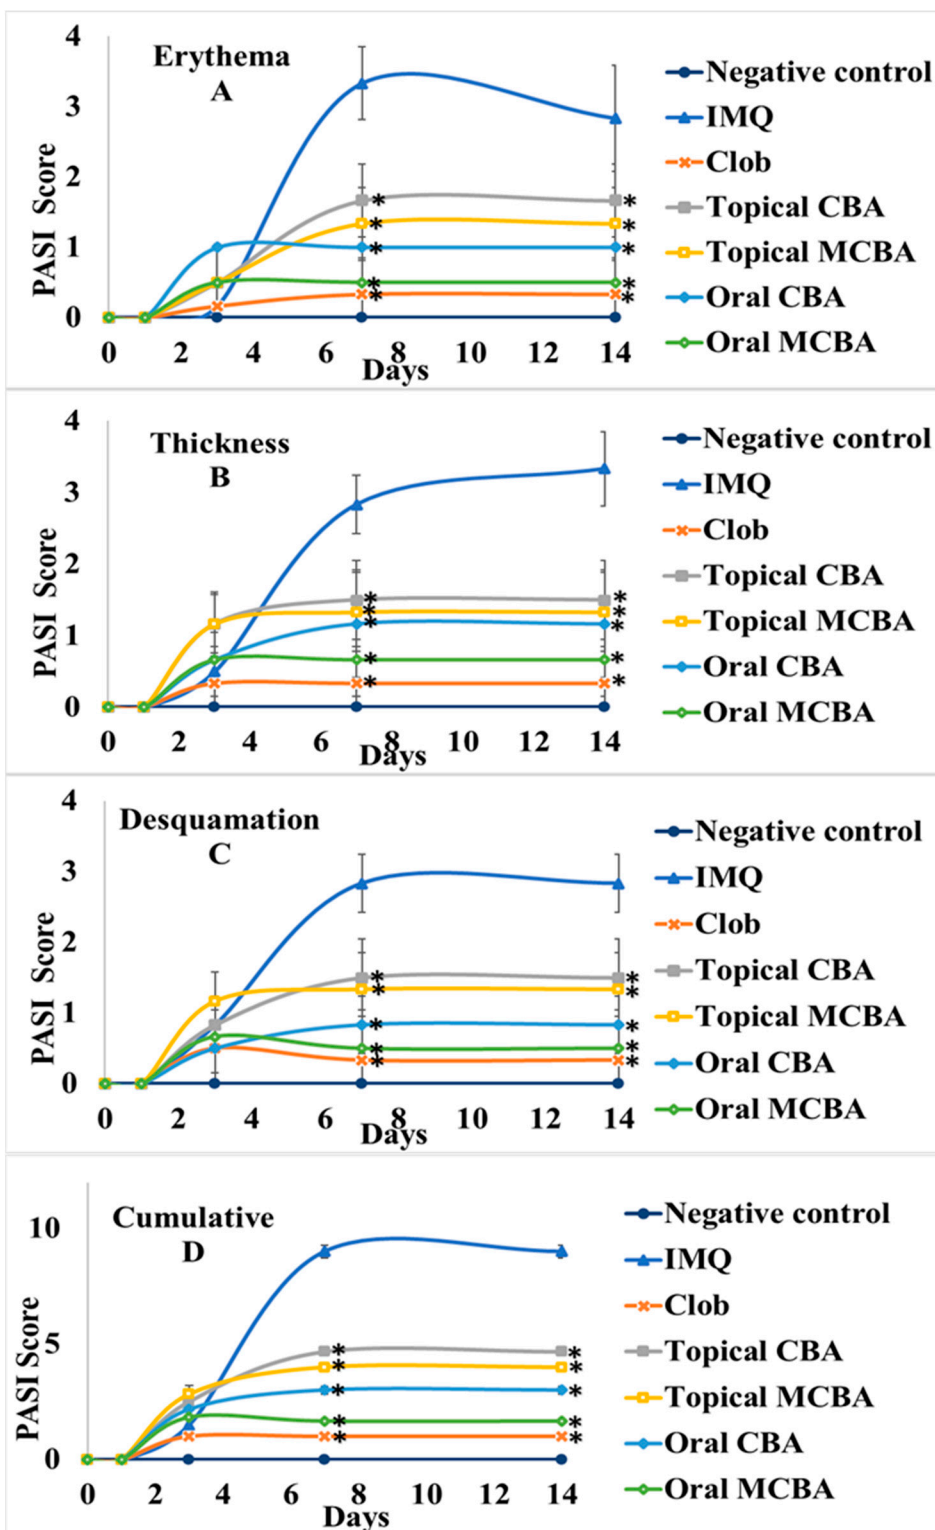 Erythema
A
PASI Score
4
3
2
1
0
0 2 4 6 8 10 12 14
Days
Negative control
IMQ
Clob
Topical CBA
Topical MCBA
Oral CBA
Oral MCBA
* * * * *
* * * * *
Thickness
B
PASI Score
4
3
2
1
0
0 2 4 6 8 10 12 14
Days
Negative control
IMQ
Clob
Topical CBA
Topical MCBA
Oral CBA
Oral MCBA
* * * * *
* * * * *
Desquamation
C
PASI Score
4
3
2
1
0
0 2 4 6 8 10 12 14
Days
Negative control
IMQ
Clob
Topical CBA
Topical MCBA
Oral CBA
Oral MCBA
* * * * *
* * * * *
Cumulative
D
PASI Score
10
5
0
0 2 4 6 8 10 12 14
Days
Negative control
IMQ
Clob
Topical CBA
Topical MCBA
Oral CBA
Oral MCBA
* * * * *
* * * * *